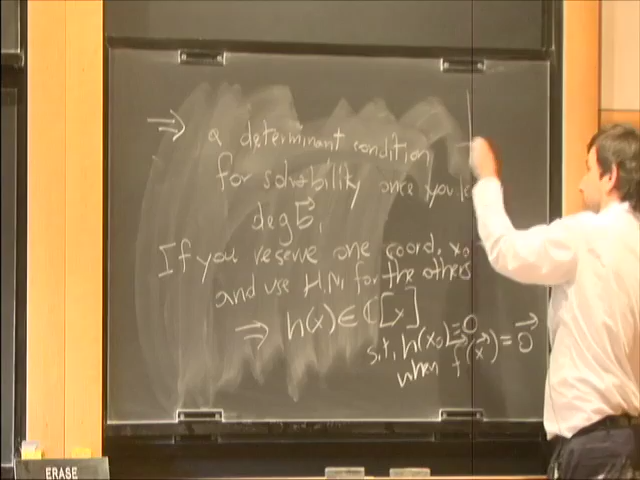 ⇒ a determinant condition
for solvability once you
deg b⃗,
If you reserve one coord. x₀
and use H.N. for the others
⇒ h(x) ∈ ℂ[x]
s.t. h(x₀)=0
when f⃗(x⃗) = 0⃗
ERASE